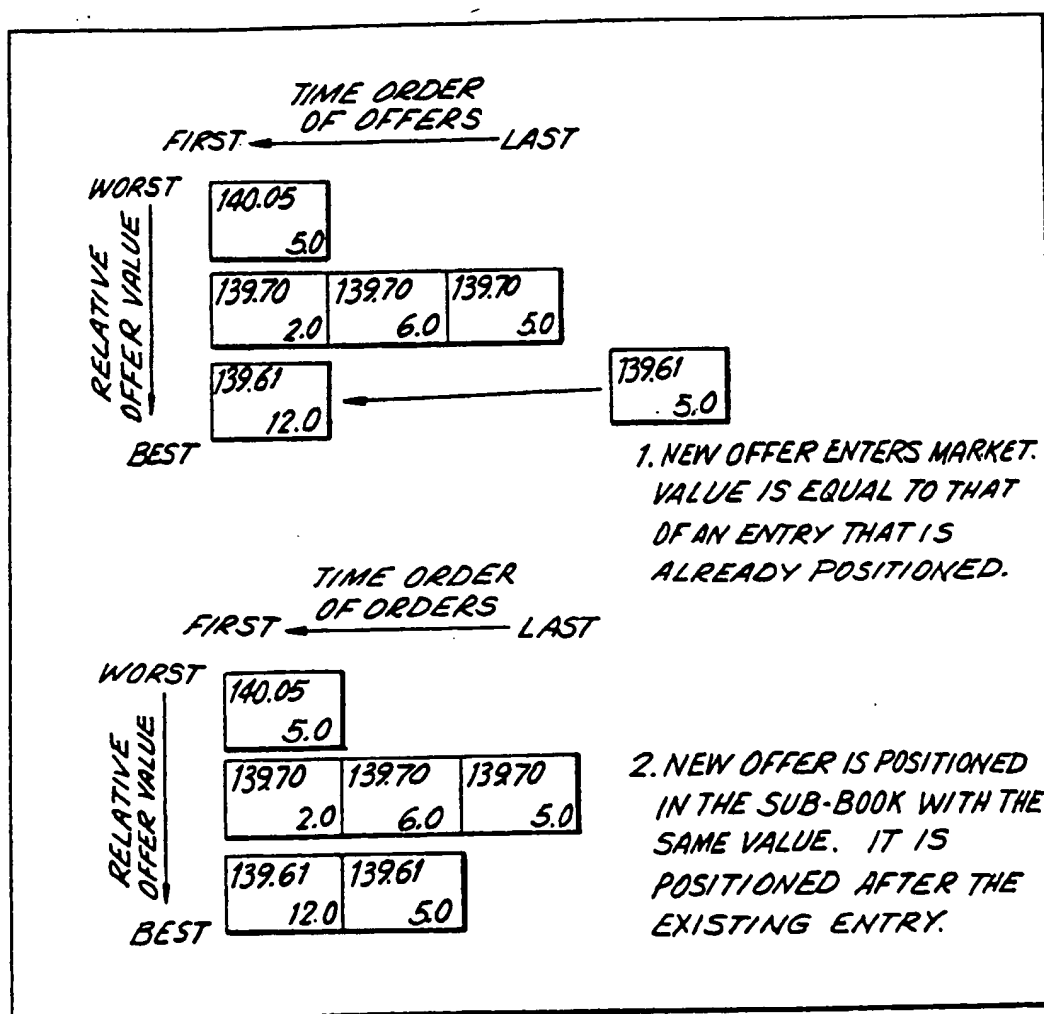 TIME ORDER
OF OFFERS
FIRST LAST
WORST
RELATIVE
OFFER VALUE
BEST
140.05
5.0
139.70 139.70 139.70
2.0 6.0 5.0
139.61
12.0
139.61
5.0
1. NEW OFFER ENTERS MARKET.
VALUE IS EQUAL TO THAT
OF AN ENTRY THAT IS
ALREADY POSITIONED.
TIME ORDER
OF ORDERS
FIRST LAST
WORST
RELATIVE
OFFER VALUE
BEST
140.05
5.0
139.70 139.70 139.70
2.0 6.0 5.0
139.61 139.61
12.0 5.0
2. NEW OFFER IS POSITIONED
IN THE SUB-BOOK WITH THE
SAME VALUE. IT IS
POSITIONED AFTER THE
EXISTING ENTRY.